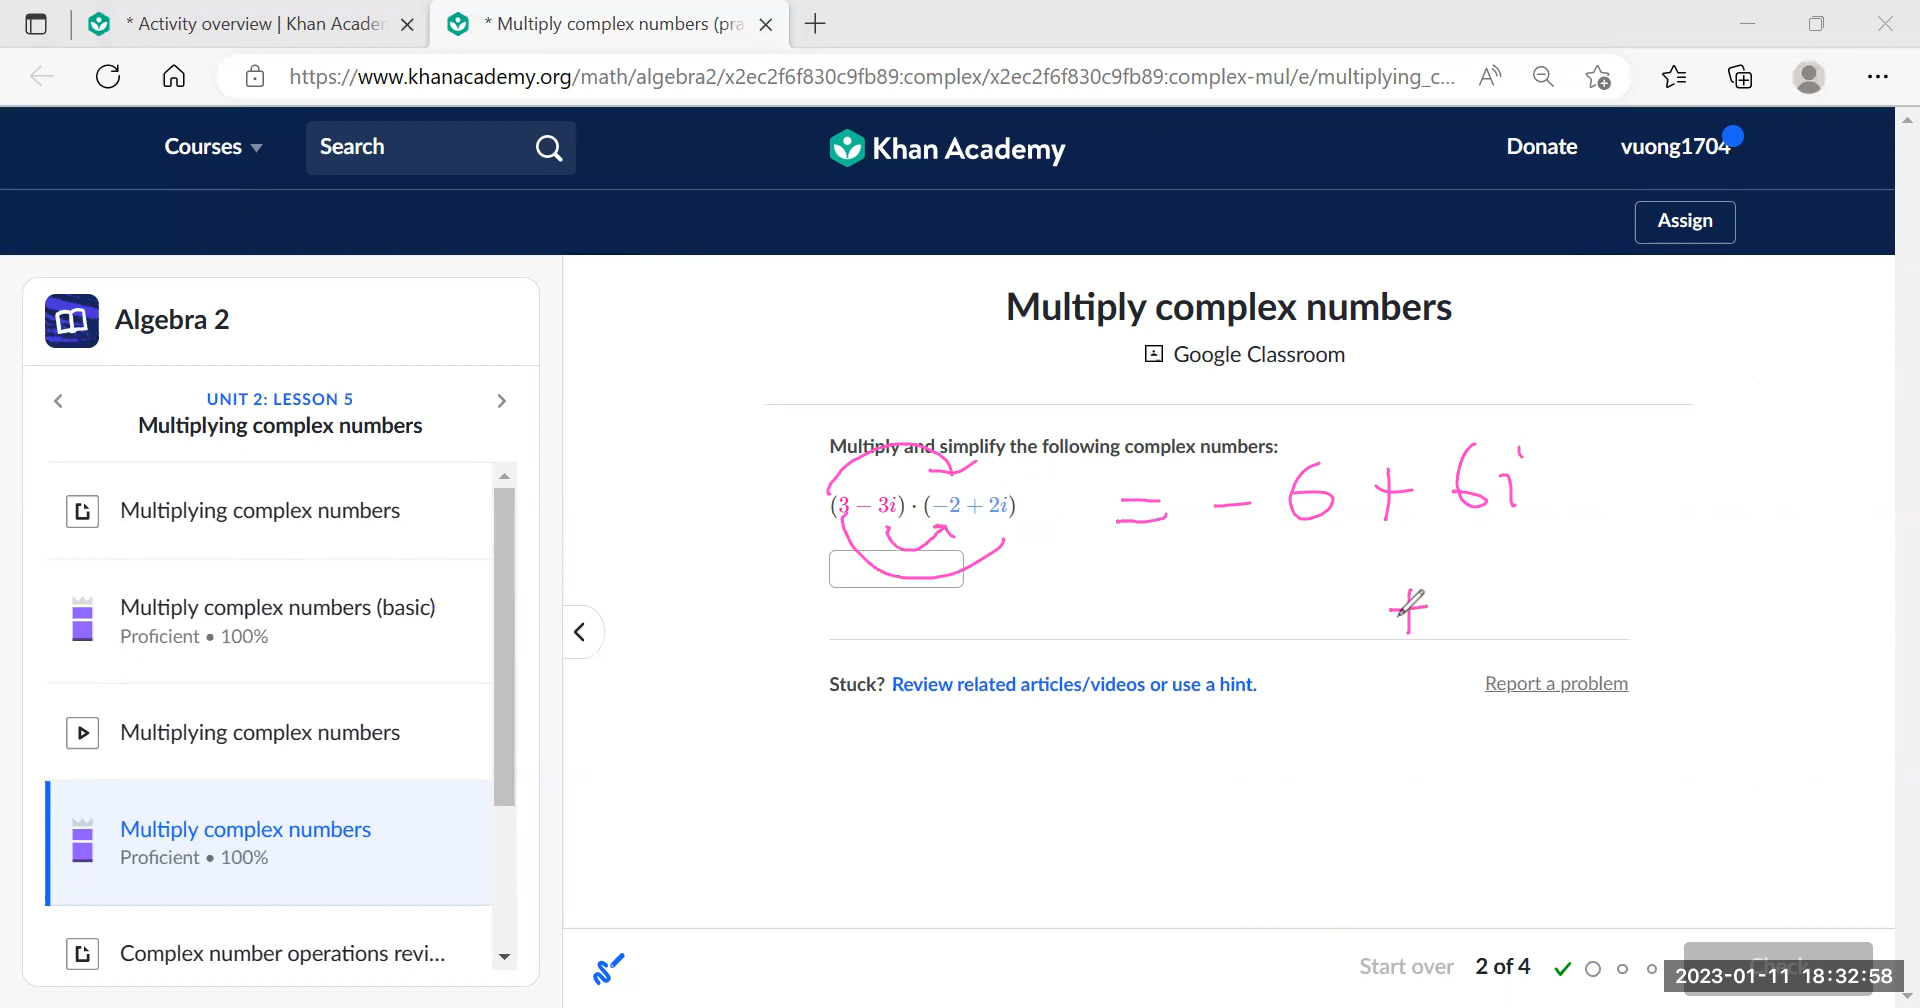 * Activity overview | Khan Acade
* Multiply complex numbers (pra
https://www.khanacademy.org/math/algebra2/x2ec2f6f830c9fb89:complex/x2ec2f6f830c9fb89:complex-mul/e/multiplying_c...
Courses
Search
Khan Academy
Donate
vuong1704
Assign
Algebra 2
UNIT 2: LESSON 5
Multiplying complex numbers
Multiplying complex numbers
Multiply complex numbers (basic)
Proficient • 100%
Multiplying complex numbers
Multiply complex numbers
Proficient • 100%
Complex number operations revi...
Multiply complex numbers
Google Classroom
Multiply and simplify the following complex numbers:
(3 − 3i) · (−2 + 2i) = - 6 + 6i
+
Stuck? Review related articles/videos or use a hint.
Report a problem
Start over
2 of 4
Check
2023-01-11 18:32:58